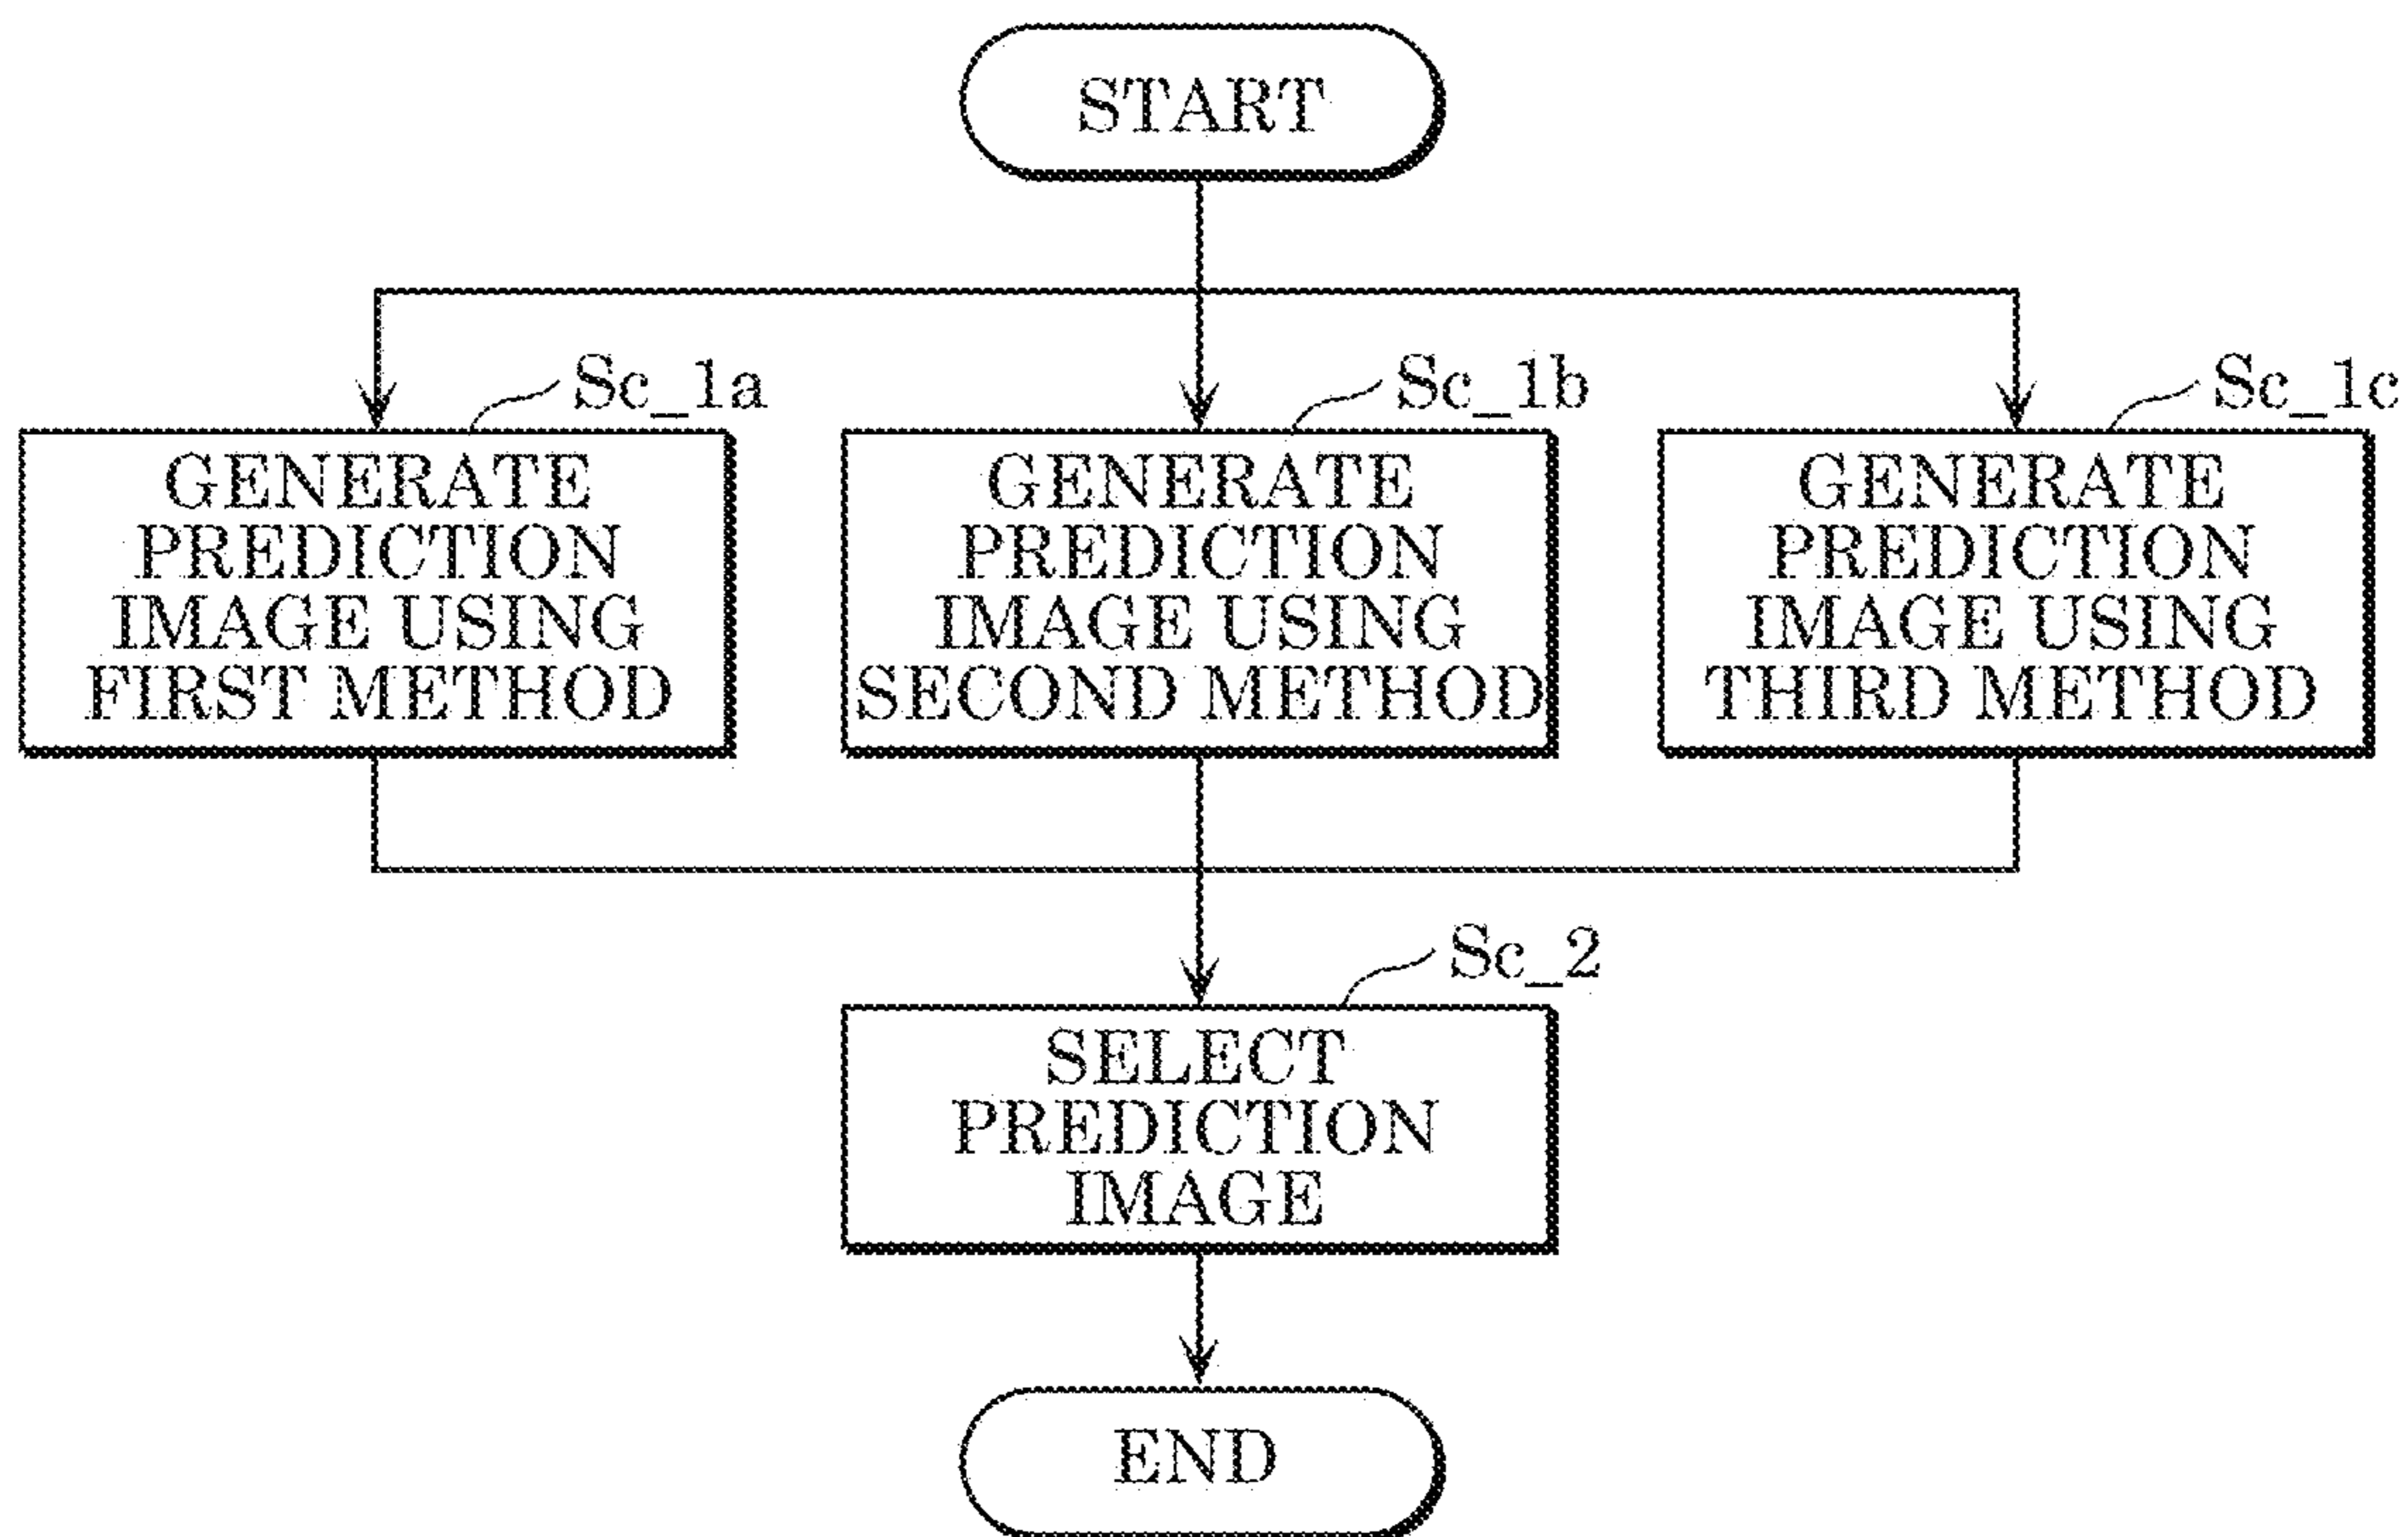 START
Sc_1a
GENERATE
PREDICTION
IMAGE USING
FIRST METHOD
Sc_1b
GENERATE
PREDICTION
IMAGE USING
SECOND METHOD
Sc_1c
GENERATE
PREDICTION
IMAGE USING
THIRD METHOD
Sc_2
SELECT
PREDICTION
IMAGE
END